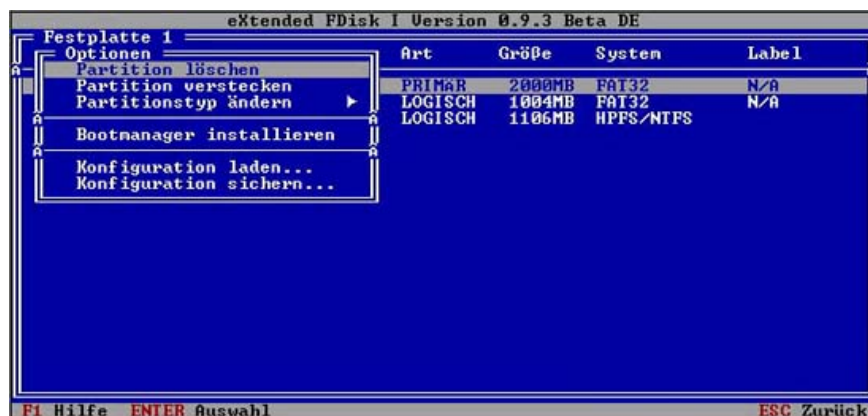 eXtended FDisk I Version 0.9.3 Beta DE
Festplatte 1
Optionen
Partition löschen
Partition verstecken
Partitionstyp ändern
Bootmanager installieren
Konfiguration laden...
Konfiguration sichern...
Art Größe System Label
PRIMäR 2000MB FAT32 N/A
LOGISCH 1004MB FAT32 N/A
LOGISCH 1106MB HPFS/NTFS
F1 Hilfe ENTER Auswahl ESC Zurück